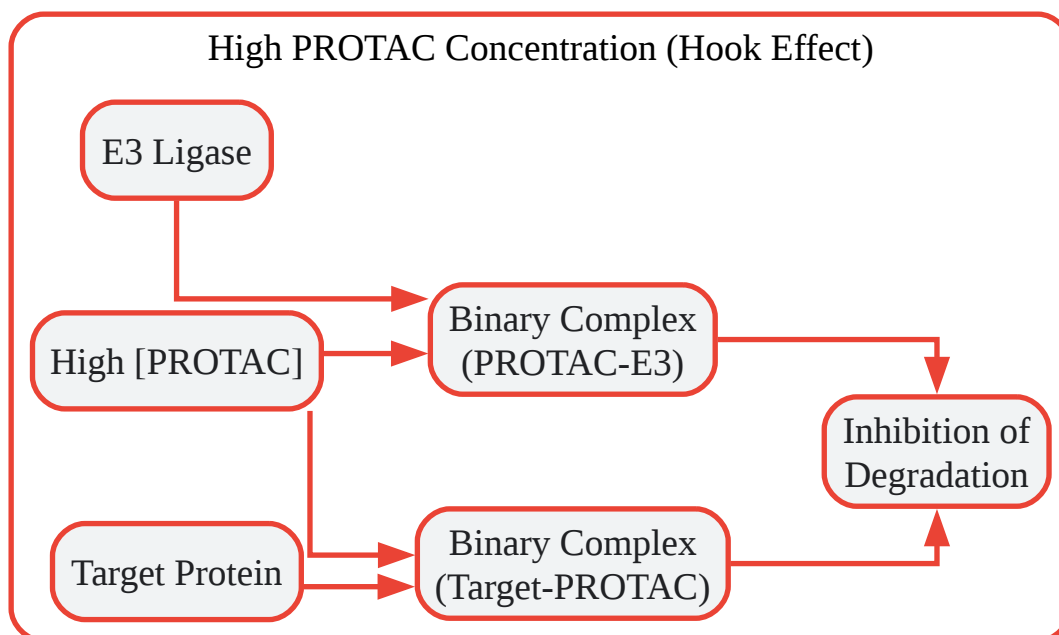 High PROTAC Concentration (Hook Effect)
E3 Ligase
High [PROTAC]
Target Protein
Binary Complex
(PROTAC-E3)
Binary Complex
(Target-PROTAC)
Inhibition of
Degradation